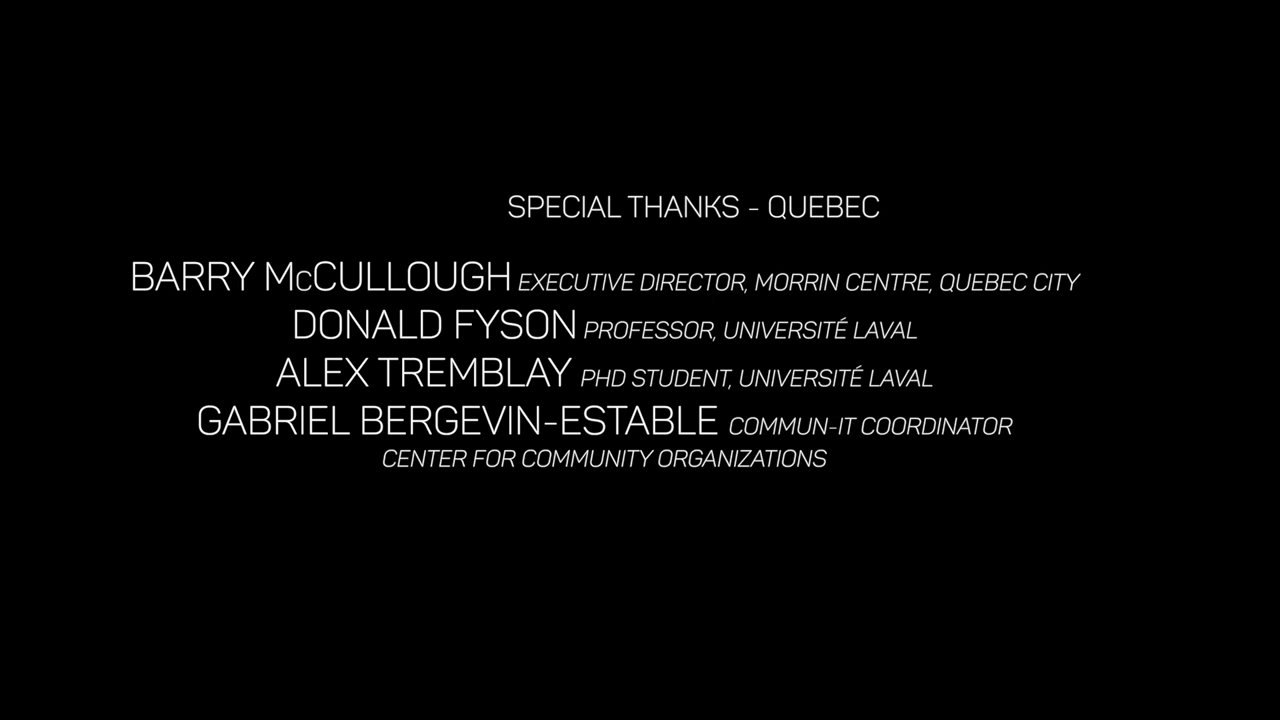 SPECIAL THANKS - QUEBEC
BARRY McCULLOUGH EXECUTIVE DIRECTOR, MORRIN CENTRE, QUEBEC CITY
DONALD FYSON PROFESSOR, UNIVERSITÉ LAVAL
ALEX TREMBLAY PHD STUDENT, UNIVERSITÉ LAVAL
GABRIEL BERGEVIN-ESTABLE COMMUN-IT COORDINATOR
CENTER FOR COMMUNITY ORGANIZATIONS